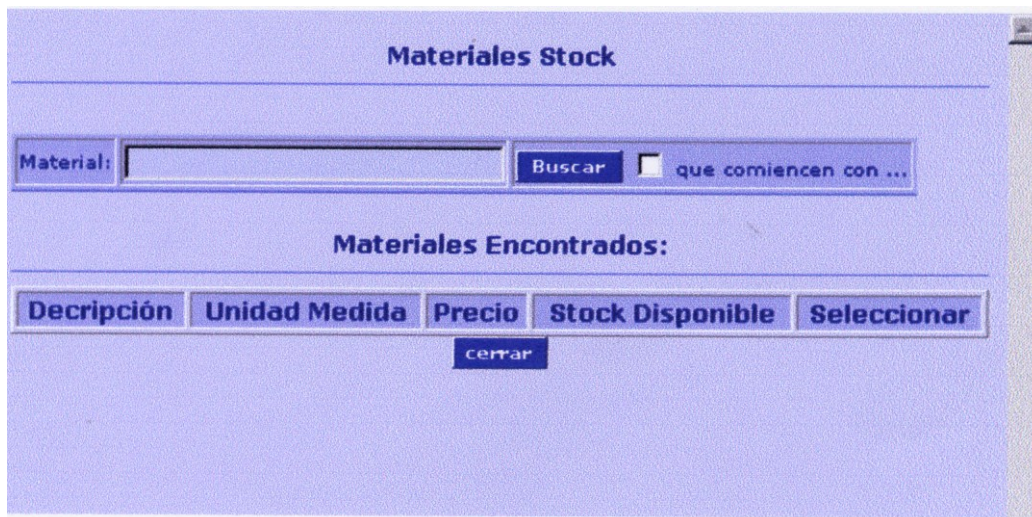 Materiales Stock
Material: Buscar que comiencen con ...
Materiales Encontrados:
Decripción Unidad Medida Precio Stock Disponible Seleccionar
cerrar